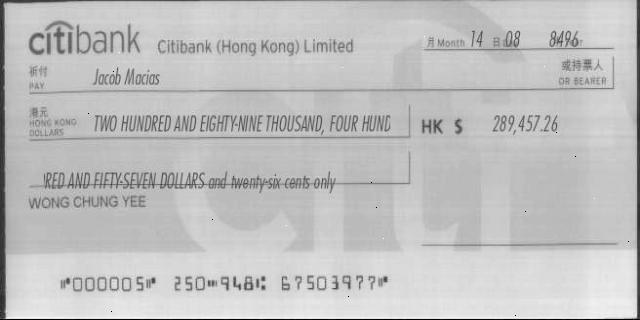 citibank Citibank (Hong Kong) Limited
月 Month 14 日 08 8496
祈付
PAY
Jacob Macias
或持票人
OR BEARER
港元
HONG KONG
DOLLARS
TWO HUNDRED AND EIGHTY-NINE THOUSAND, FOUR HUND
HK $ 289,457.26
RED AND FIFTY-SEVEN DOLLARS and twenty-six cents only
WONG CHUNG YEE
⑈000005⑈ 250⑉948⑆ 67503977⑈